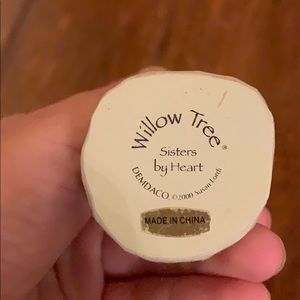 Willow Tree®
Sisters
by Heart
DEMDACO ©2000 Susan Lordi
MADE IN CHINA